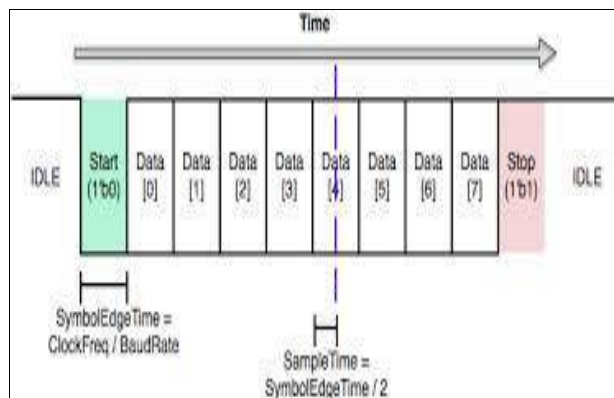 Time
IDLE
Start
(1'b0)
Data
[0]
Data
[1]
Data
[2]
Data
[3]
Data
[4]
Data
[5]
Data
[6]
Data
[7]
Stop
(1'b1)
IDLE
SymbolEdgeTime =
ClockFreq / BaudRate
SampleTime =
SymbolEdgeTime / 2